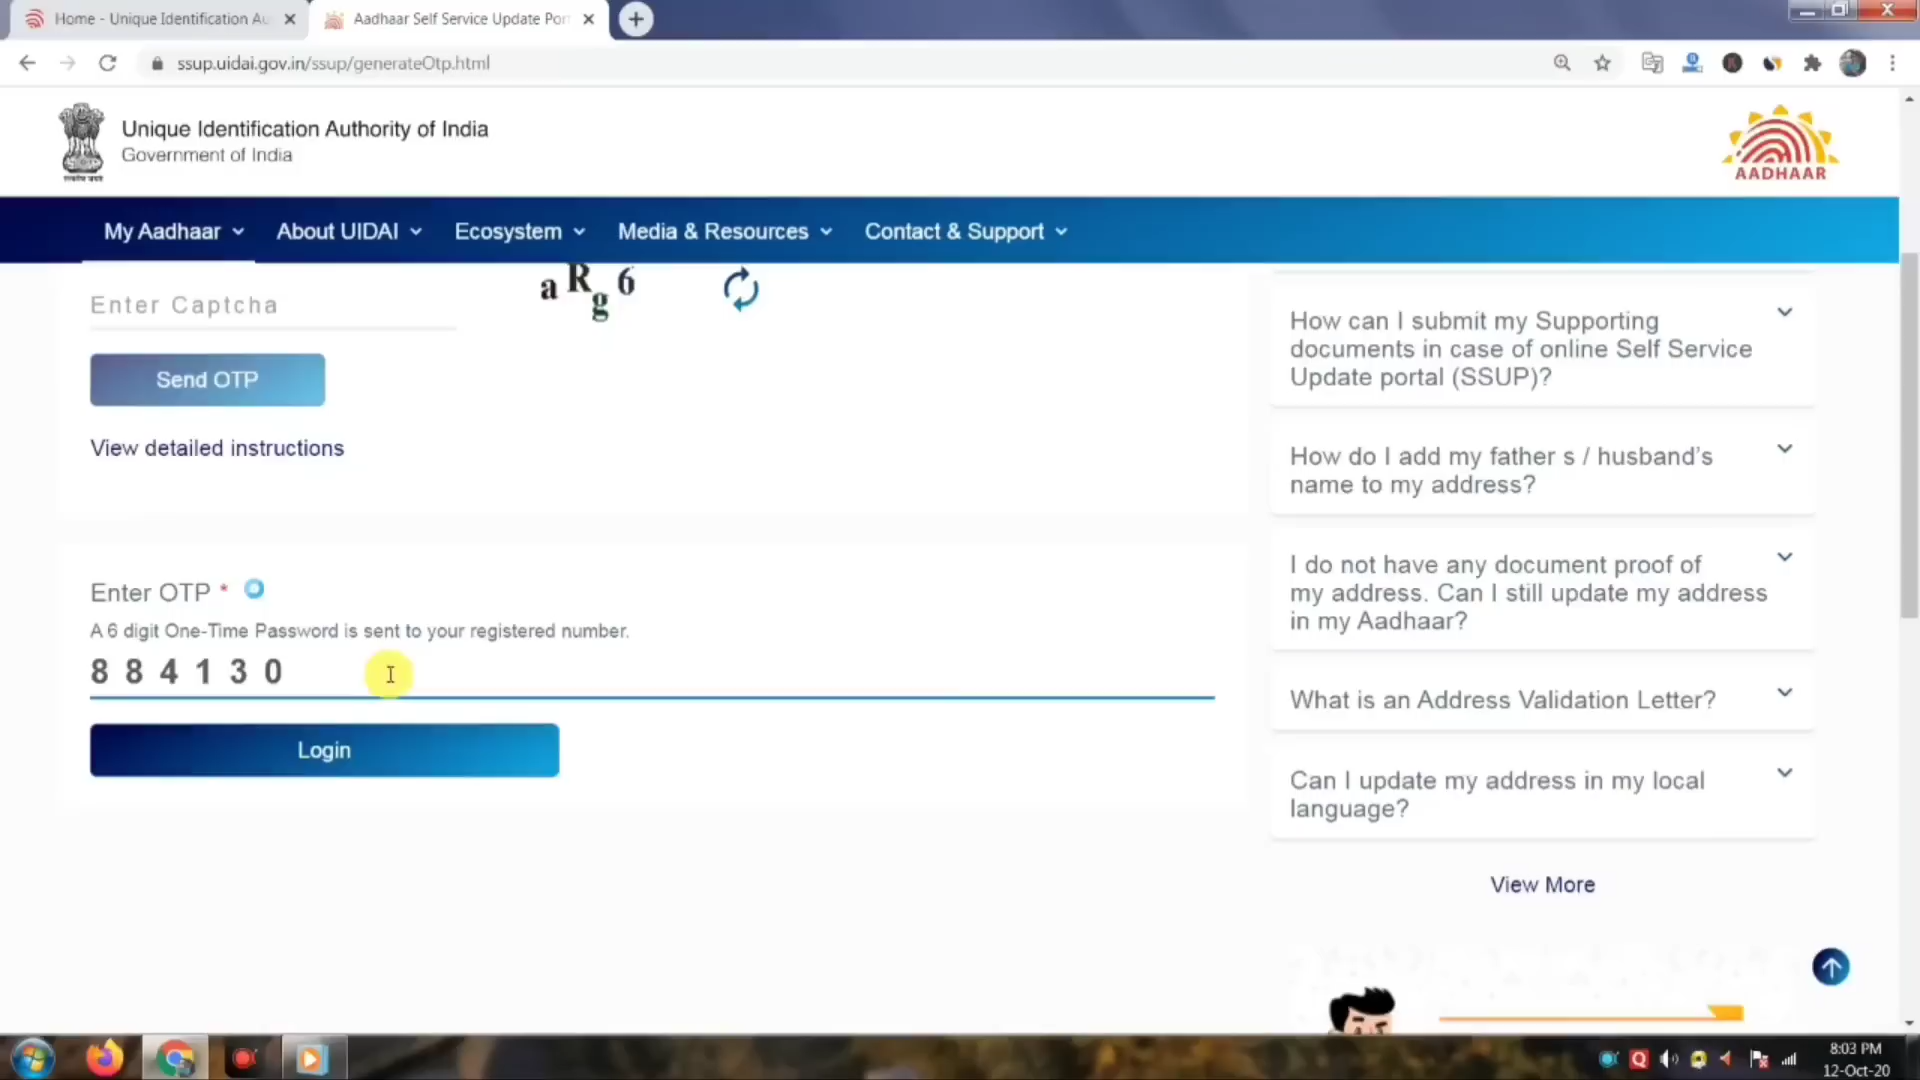 Home - Unique Identification Au
Aadhaar Self Service Update Por
ssup.uidai.gov.in/ssup/generateOtp.html
Unique Identification Authority of India
Government of India
AADHAAR
My Aadhaar
About UIDAI
Ecosystem
Media & Resources
Contact & Support
Enter Captcha
aRg6
Send OTP
View detailed instructions
Enter OTP *
A 6 digit One-Time Password is sent to your registered number.
884130
Login
How can I submit my Supporting
documents in case of online Self Service
Update portal (SSUP)?
How do I add my father s / husband's
name to my address?
I do not have any document proof of
my address. Can I still update my address
in my Aadhaar?
What is an Address Validation Letter?
Can I update my address in my local
language?
View More
8:03 PM
12-Oct-20